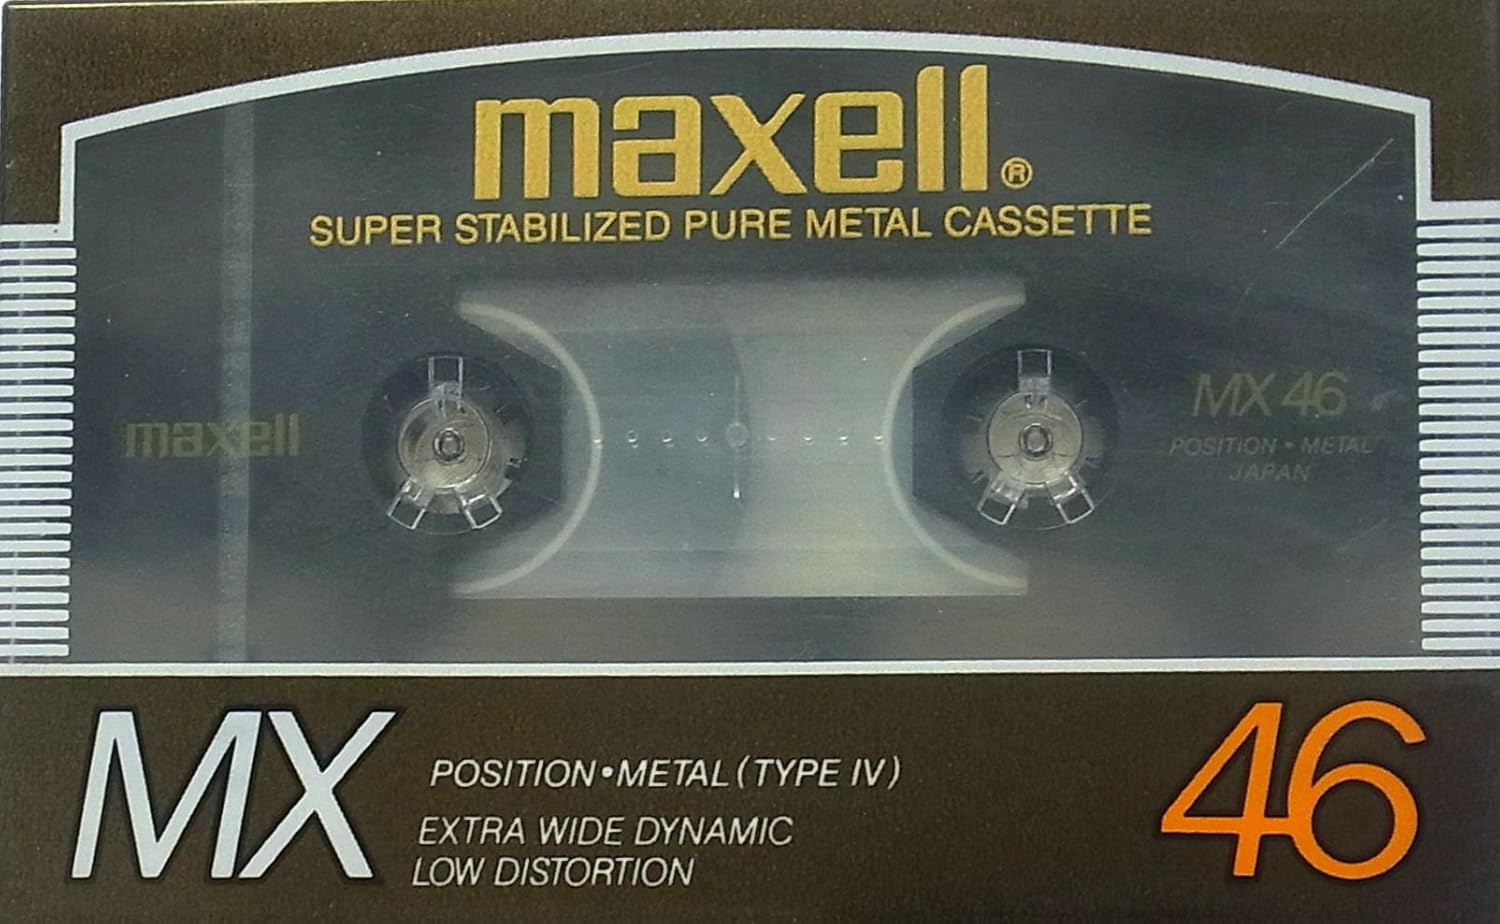 maxell®
SUPER STABILIZED PURE METAL CASSETTE
maxell
MX 46
POSITION • METAL
JAPAN
MX
POSITION•METAL (TYPE IV)
EXTRA WIDE DYNAMIC
LOW DISTORTION
46